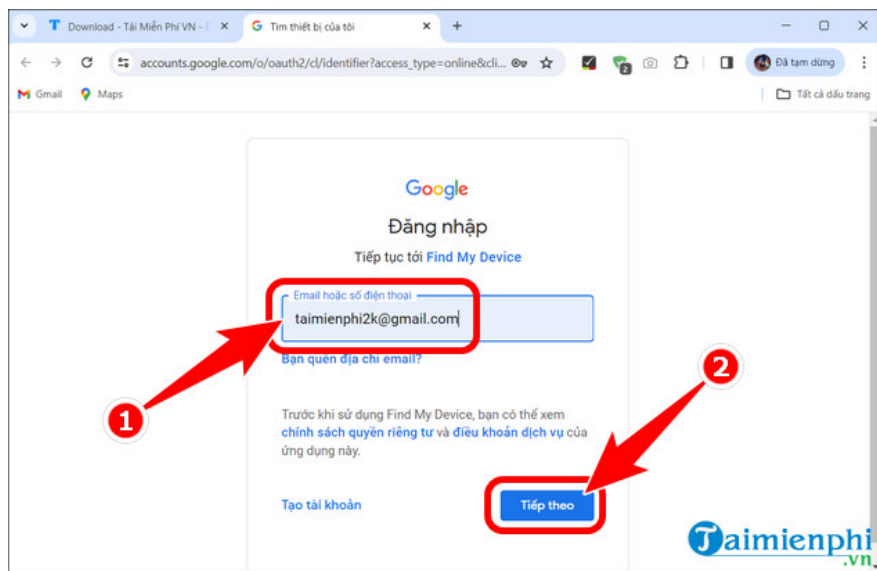 Download - Tải Miễn Phí VN - F
Tìm thiết bị của tôi
accounts.google.com/o/oauth2/cl/identifier?access_type=online&cli...
2
Đã tạm dừng
Gmail
Maps
Tất cả dấu trang
Google
Đăng nhập
Tiếp tục tới Find My Device
Email hoặc số điện thoại
taimienphi2k@gmail.com
Bạn quên địa chỉ email?
2
1
Trước khi sử dụng Find My Device, bạn có thể xem
chính sách quyền riêng tư và điều khoản dịch vụ của
ứng dụng này.
Tạo tài khoản
Tiếp theo
Taimienphi
.vn